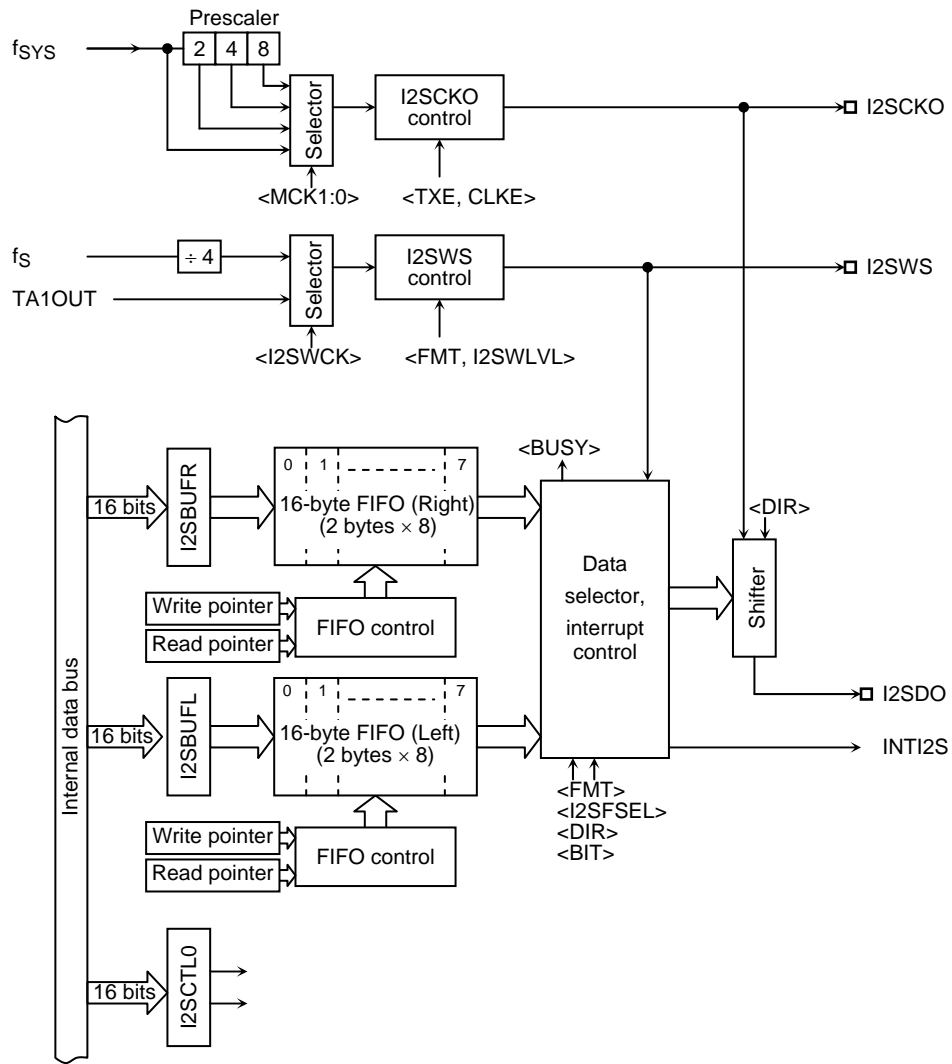 Prescaler
fSYS
2 4 8
Selector
I2SCKO
control
I2SCKO
<MCK1:0>
<TXE, CLKE>
fS
÷ 4
TA1OUT
Selector
I2SWS
control
I2SWS
<I2SWCK>
<FMT, I2SWLVL>
Internal data bus
16 bits
I2SBUFR
0 1 7
16-byte FIFO (Right)
(2 bytes × 8)
Write pointer
Read pointer
FIFO control
<BUSY>
Data
selector,
interrupt
control
<DIR>
Shifter
I2SDO
INTI2S
16 bits
I2SBUFL
0 1 7
16-byte FIFO (Left)
(2 bytes × 8)
Write pointer
Read pointer
FIFO control
<FMT>
<I2SFSEL>
<DIR>
<BIT>
16 bits
I2SCTL0